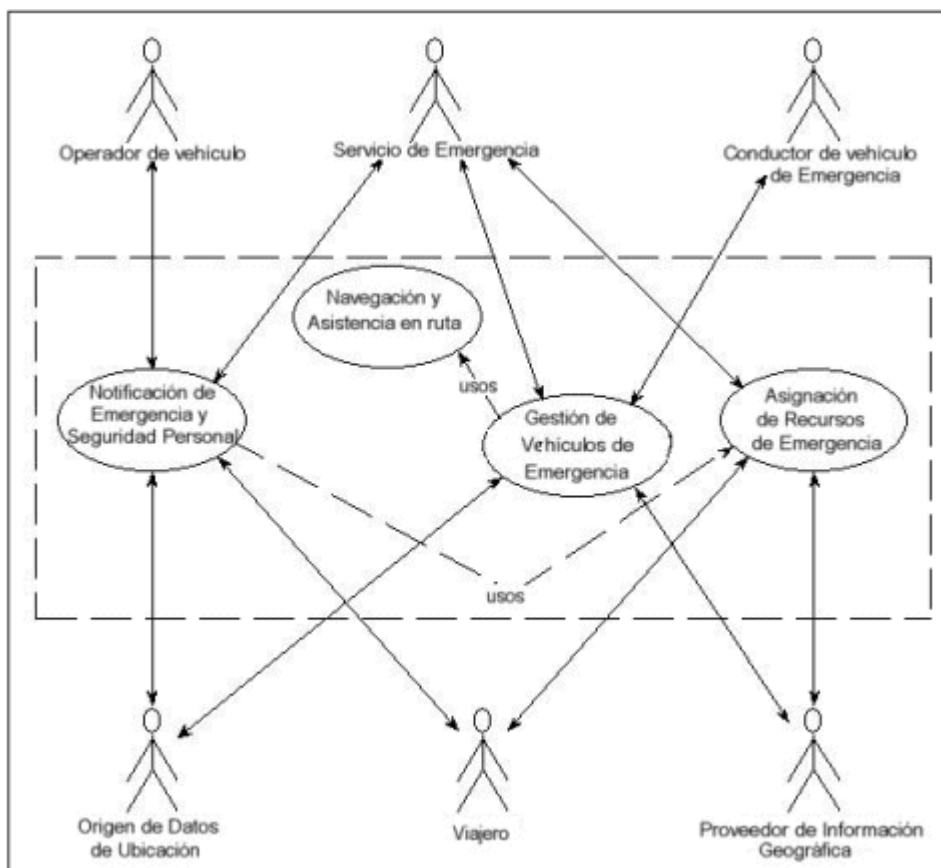 Operador de vehículo
Servicio de Emergencia
Conductor de vehículo
de Emergencia
Navegación y
Asistencia en ruta
usos
Notificación de
Emergencia y
Seguridad Personal
Gestión de
Vehículos de
Emergencia
Asignación
de Recursos
de Emergencia
usos
Origen de Datos
de Ubicación
Viajero
Proveedor de Información
Geográfica